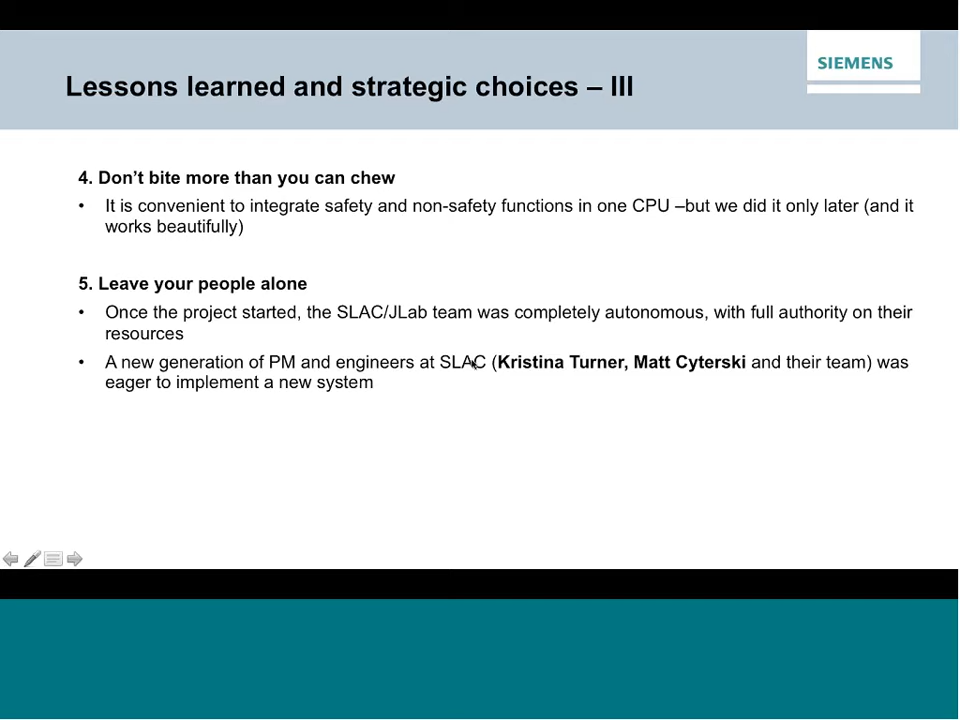 SIEMENS
Lessons learned and strategic choices – III
4. Don’t bite more than you can chew
• It is convenient to integrate safety and non-safety functions in one CPU –but we did it only later (and it
works beautifully)
5. Leave your people alone
• Once the project started, the SLAC/JLab team was completely autonomous, with full authority on their
resources
• A new generation of PM and engineers at SLAC (Kristina Turner, Matt Cyterski and their team) was
eager to implement a new system